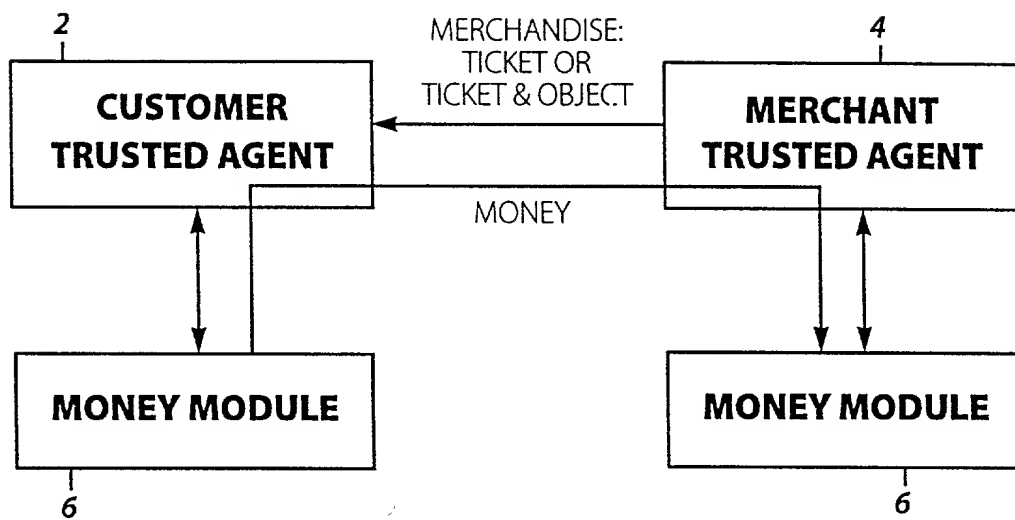 2
MERCHANDISE:
TICKET OR
TICKET & OBJECT
4
CUSTOMER
TRUSTED AGENT
MERCHANT
TRUSTED AGENT
MONEY
MONEY MODULE
MONEY MODULE
6
6